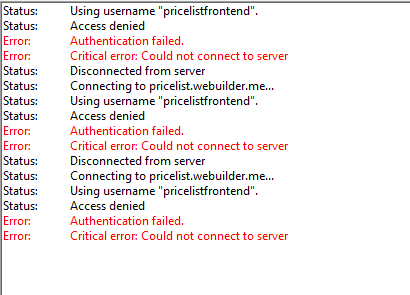 Status: Using username "pricelistfrontend".
Status: Access denied
Error: Authentication failed.
Error: Critical error: Could not connect to server
Status: Disconnected from server
Status: Connecting to pricelist.webuilder.me...
Status: Using username "pricelistfrontend".
Status: Access denied
Error: Authentication failed.
Error: Critical error: Could not connect to server
Status: Disconnected from server
Status: Connecting to pricelist.webuilder.me...
Status: Using username "pricelistfrontend".
Status: Access denied
Error: Authentication failed.
Error: Critical error: Could not connect to server